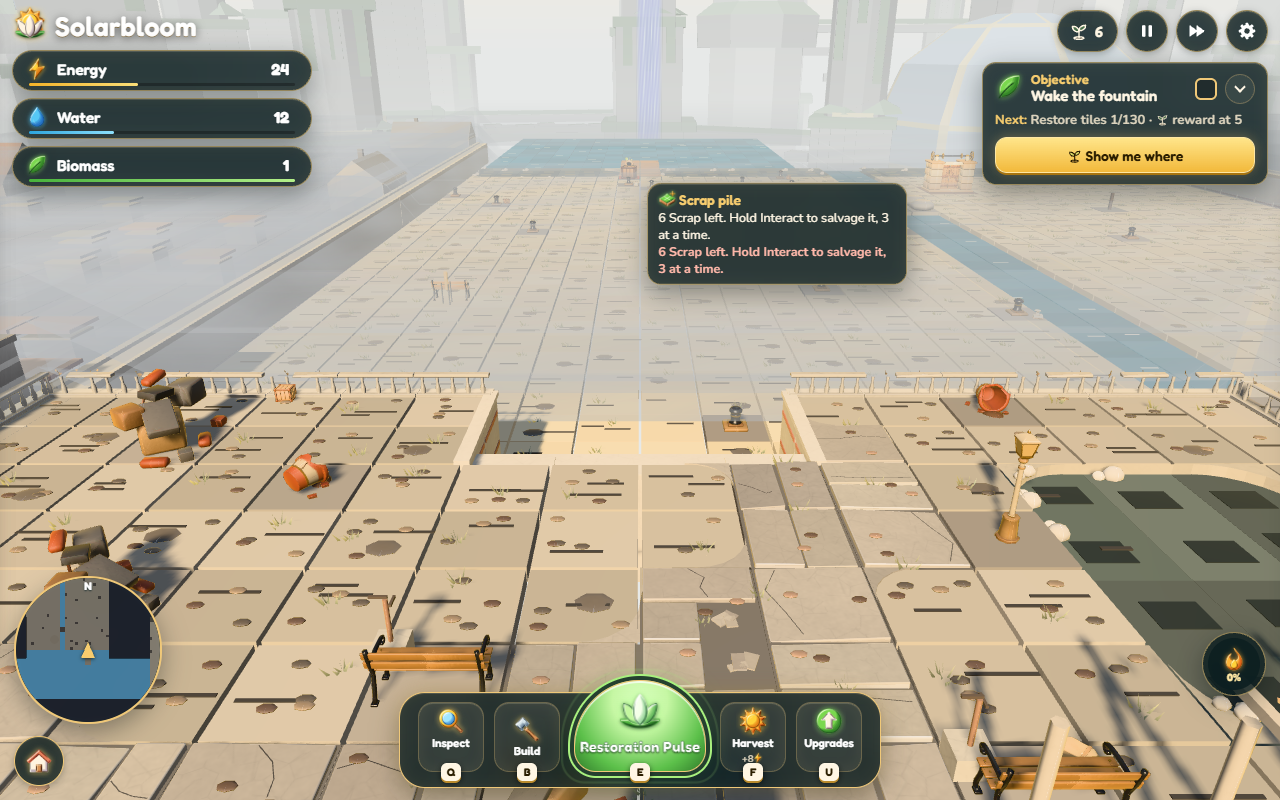 Solarbloom
6
Energy
24
Water
12
Biomass
1
Objective
Wake the fountain
Next: Restore tiles 1/130 · reward at 5
Show me where
Scrap pile
6 Scrap left. Hold Interact to salvage it, 3
at a time.
6 Scrap left. Hold Interact to salvage it,
3 at a time.
N
0%
Inspect
Q
Build
B
Restoration Pulse
E
Harvest
+8
F
Upgrades
U